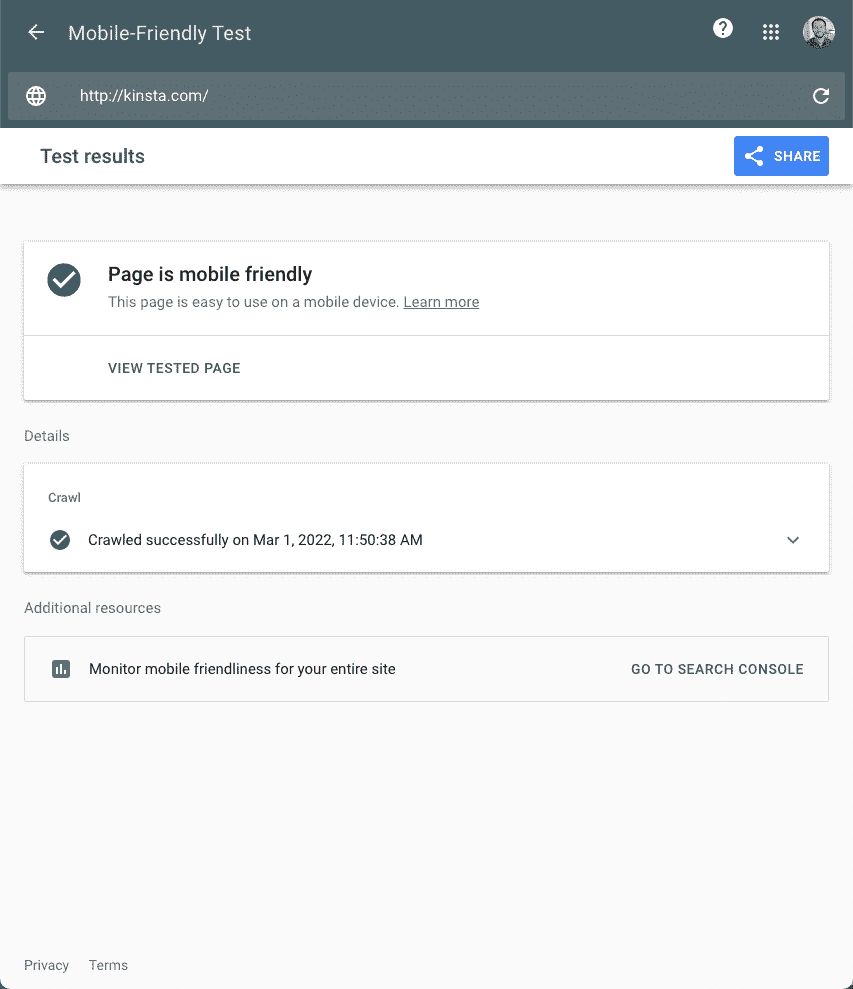 Mobile-Friendly Test
http://kinsta.com/
Test results
SHARE
Page is mobile friendly
This page is easy to use on a mobile device. Learn more
VIEW TESTED PAGE
Details
Crawl
Crawled successfully on Mar 1, 2022, 11:50:38 AM
Additional resources
Monitor mobile friendliness for your entire site
GO TO SEARCH CONSOLE
Privacy
Terms